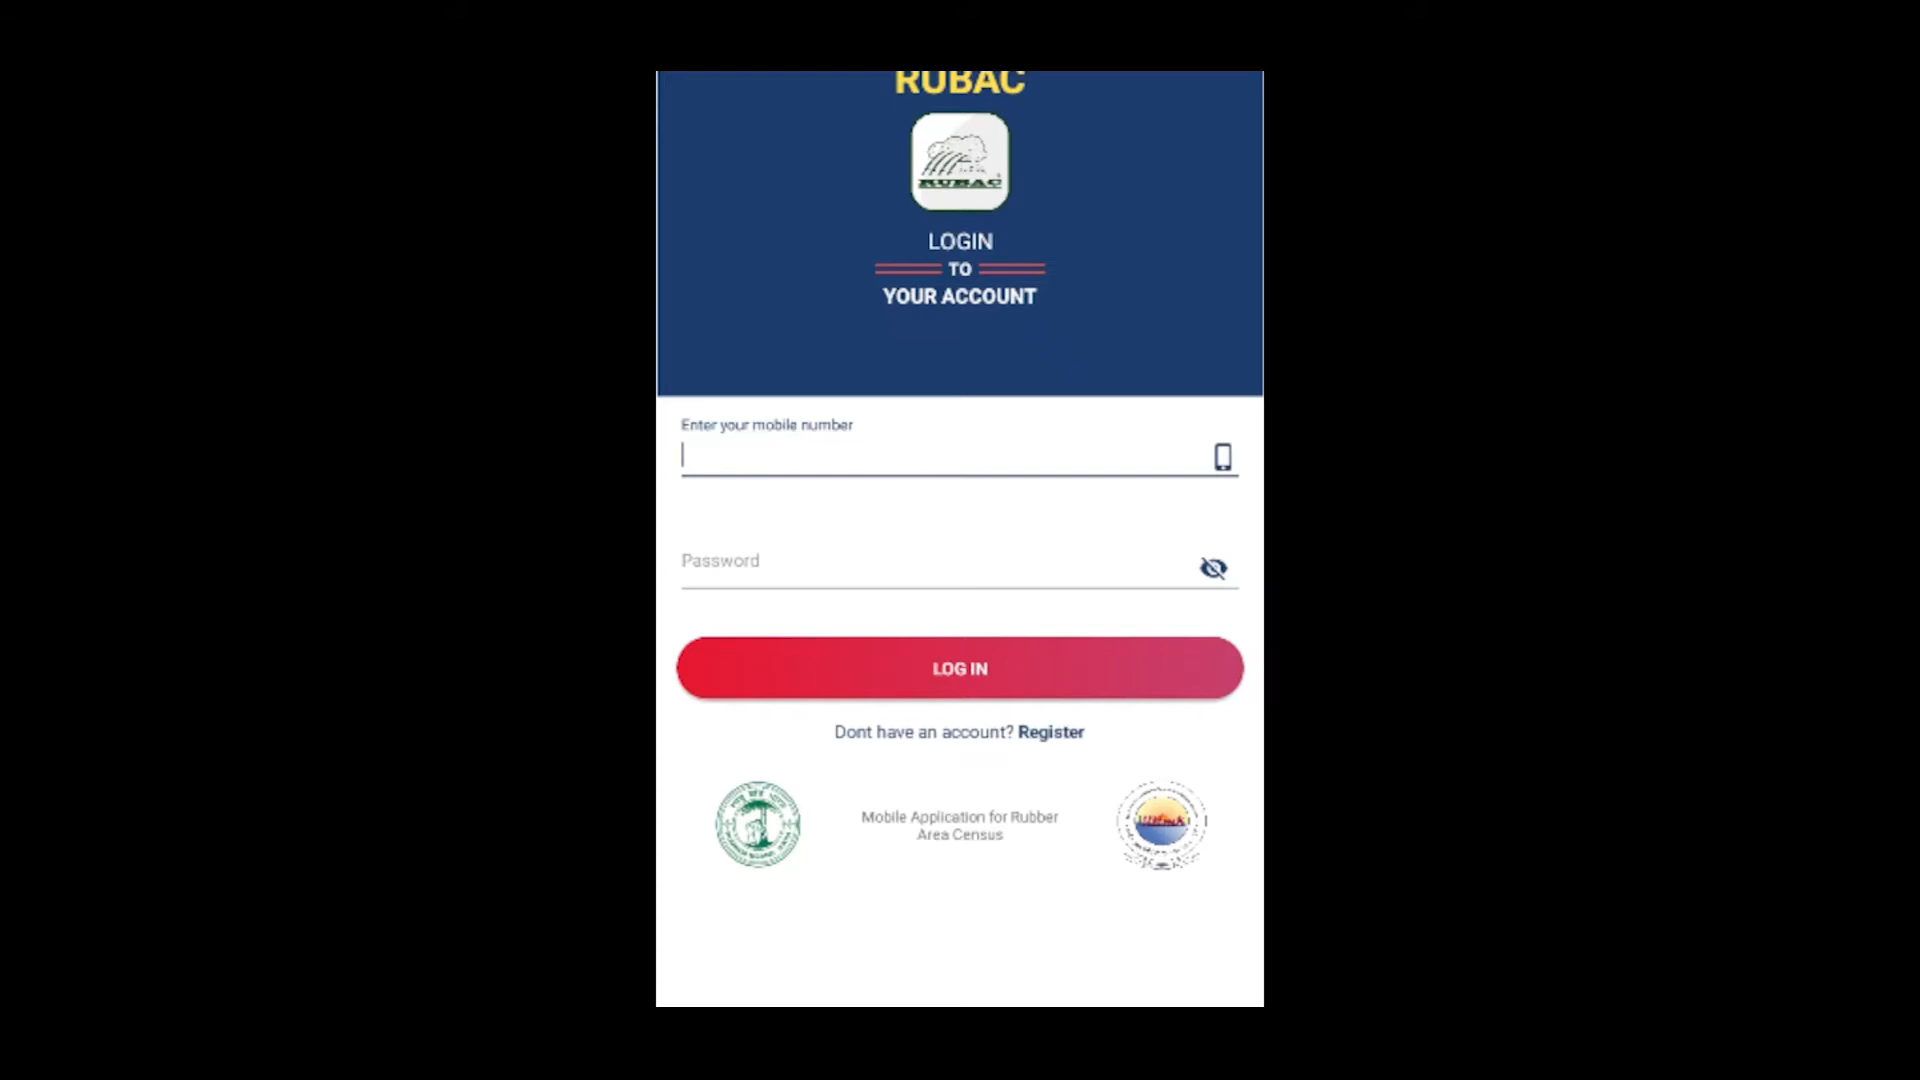 RUBAC
RUBAC
LOGIN
TO
YOUR ACCOUNT
Enter your mobile number
Password
LOG IN
Dont have an account? Register
Mobile Application for Rubber
Area Census